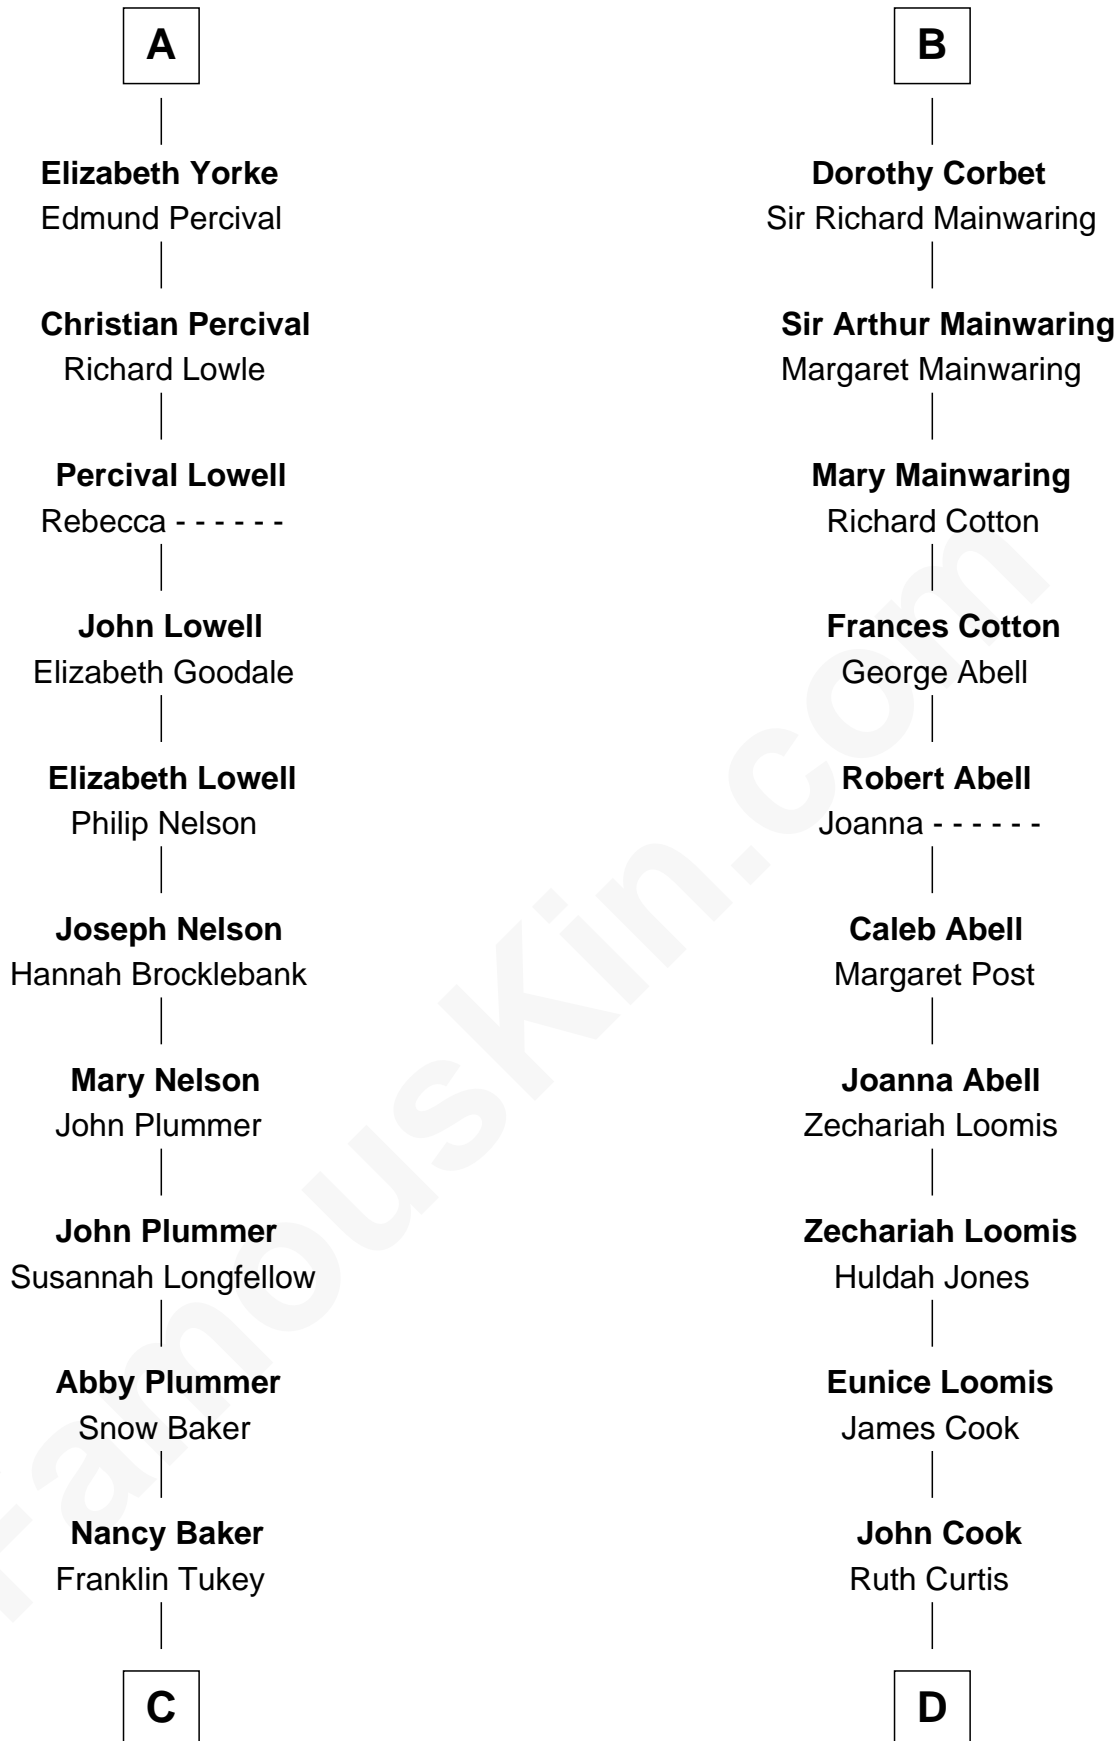 A
Elizabeth Yorke
Edmund Percival
Christian Percival
Richard Lowle
Percival Lowell
Rebecca - - - - - -
John Lowell
Elizabeth Goodale
Elizabeth Lowell
Philip Nelson
Joseph Nelson
Hannah Brocklebank
Mary Nelson
John Plummer
John Plummer
Susannah Longfellow
Abby Plummer
Snow Baker
Nancy Baker
Franklin Tukey
C
B
Dorothy Corbet
Sir Richard Mainwaring
Sir Arthur Mainwaring
Margaret Mainwaring
Mary Mainwaring
Richard Cotton
Frances Cotton
George Abell
Robert Abell
Joanna - - - - - -
Caleb Abell
Margaret Post
Joanna Abell
Zechariah Loomis
Zechariah Loomis
Huldah Jones
Eunice Loomis
James Cook
John Cook
Ruth Curtis
D
FamousKin.com